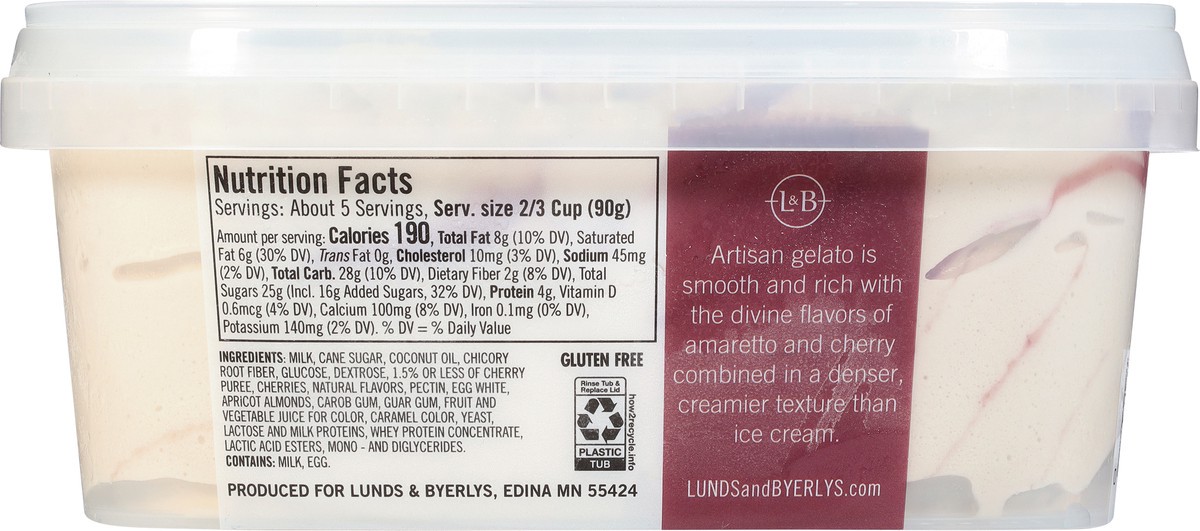 Nutrition Facts
Servings: About 5 Servings, Serv. size 2/3 Cup (90g)
Amount per serving: Calories 190, Total Fat 8g (10% DV), Saturated
Fat 6g (30% DV), Trans Fat 0g, Cholesterol 10mg (3% DV), Sodium 45mg
(2% DV), Total Carb. 28g (10% DV), Dietary Fiber 2g (8% DV), Total
Sugars 25g (Incl. 16g Added Sugars, 32% DV), Protein 4g, Vitamin D
0.6mcg (4% DV), Calcium 100mg (8% DV), Iron 0.1mg (0% DV),
Potassium 140mg (2% DV). % DV = % Daily Value
INGREDIENTS: MILK, CANE SUGAR, COCONUT OIL, CHICORY
ROOT FIBER, GLUCOSE, DEXTROSE, 1.5% OR LESS OF CHERRY
PUREE, CHERRIES, NATURAL FLAVORS, PECTIN, EGG WHITE,
APRICOT ALMONDS, CAROB GUM, GUAR GUM, FRUIT AND
VEGETABLE JUICE FOR COLOR, CARAMEL COLOR, YEAST,
LACTOSE AND MILK PROTEINS, WHEY PROTEIN CONCENTRATE,
LACTIC ACID ESTERS, MONO - AND DIGLYCERIDES.
CONTAINS: MILK, EGG.
GLUTEN FREE
Rinse Tub &
Replace Lid
PLASTIC
TUB
how2recycle.info
PRODUCED FOR LUNDS & BYERLYS, EDINA MN 55424
L&B
Artisan gelato is
smooth and rich with
the divine flavors of
amaretto and cherry
combined in a denser,
creamier texture than
ice cream.
LUNDSandBYERLYS.com